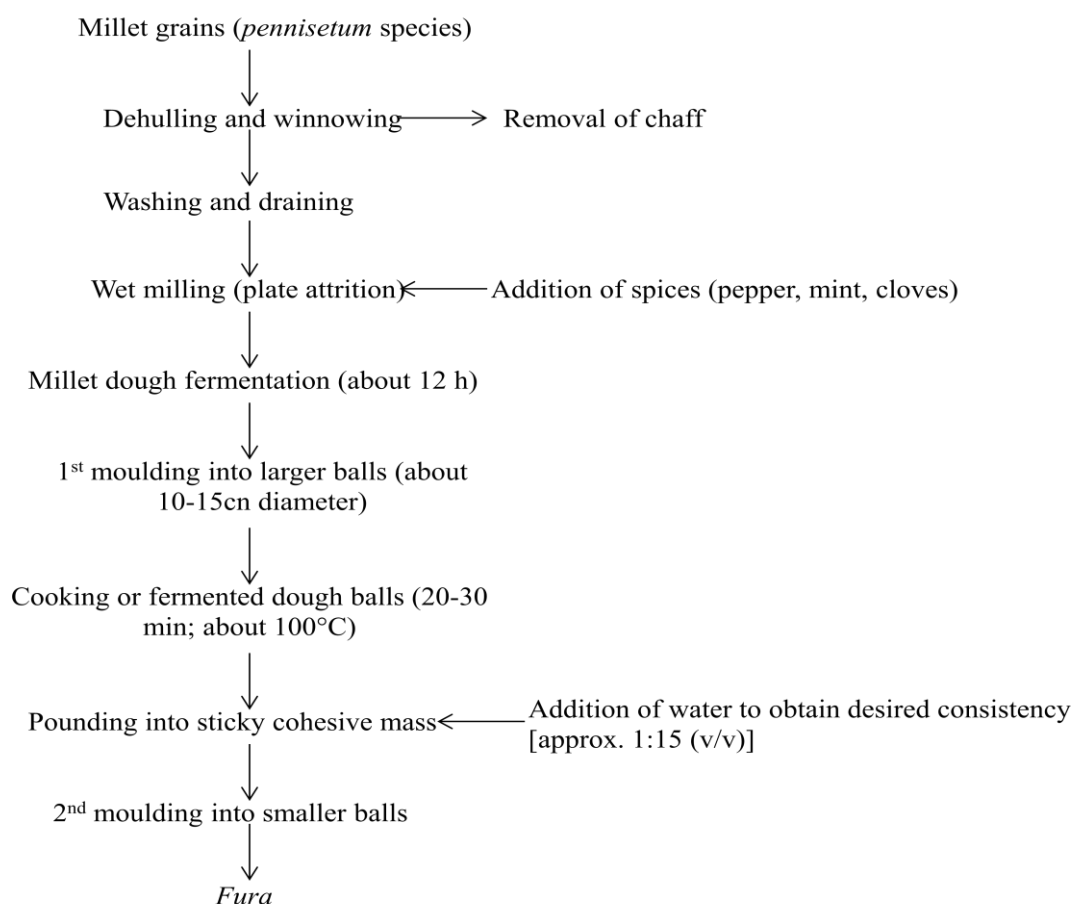 Millet grains (pennisetum species)
Dehulling and winnowing
Removal of chaff
Washing and draining
Wet milling (plate attrition)
Addition of spices (pepper, mint, cloves)
Millet dough fermentation (about 12 h)
1st moulding into larger balls (about
10-15cn diameter)
Cooking or fermented dough balls (20-30
min; about 100°C)
Pounding into sticky cohesive mass
Addition of water to obtain desired consistency
[approx. 1:15 (v/v)]
2nd moulding into smaller balls
Fura